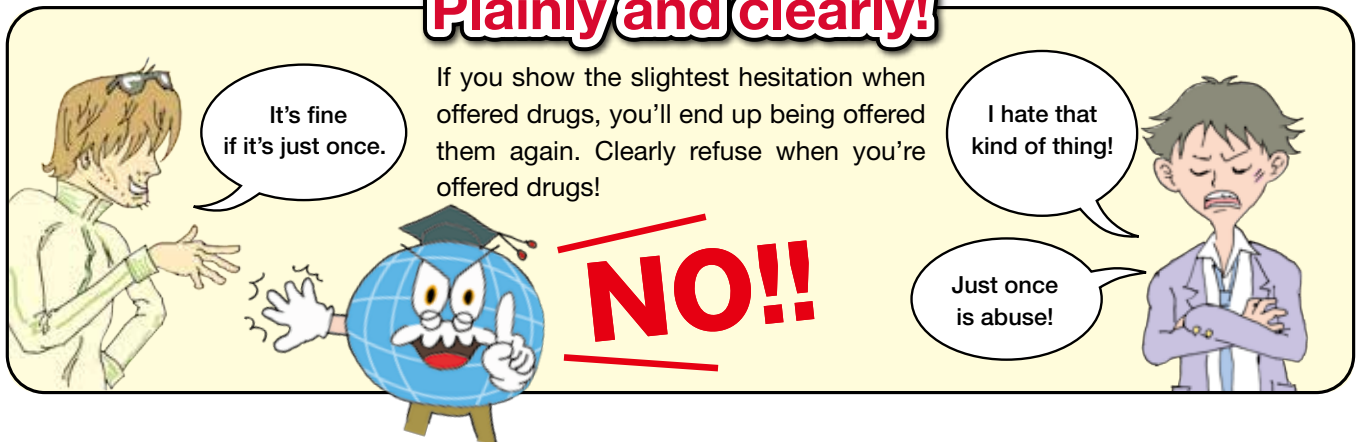 Plainly and clearly!
It's fine
if it's just once.
If you show the slightest hesitation when
offered drugs, you'll end up being offered
them again. Clearly refuse when you're
offered drugs!
NO!!
I hate that
kind of thing!
Just once
is abuse!